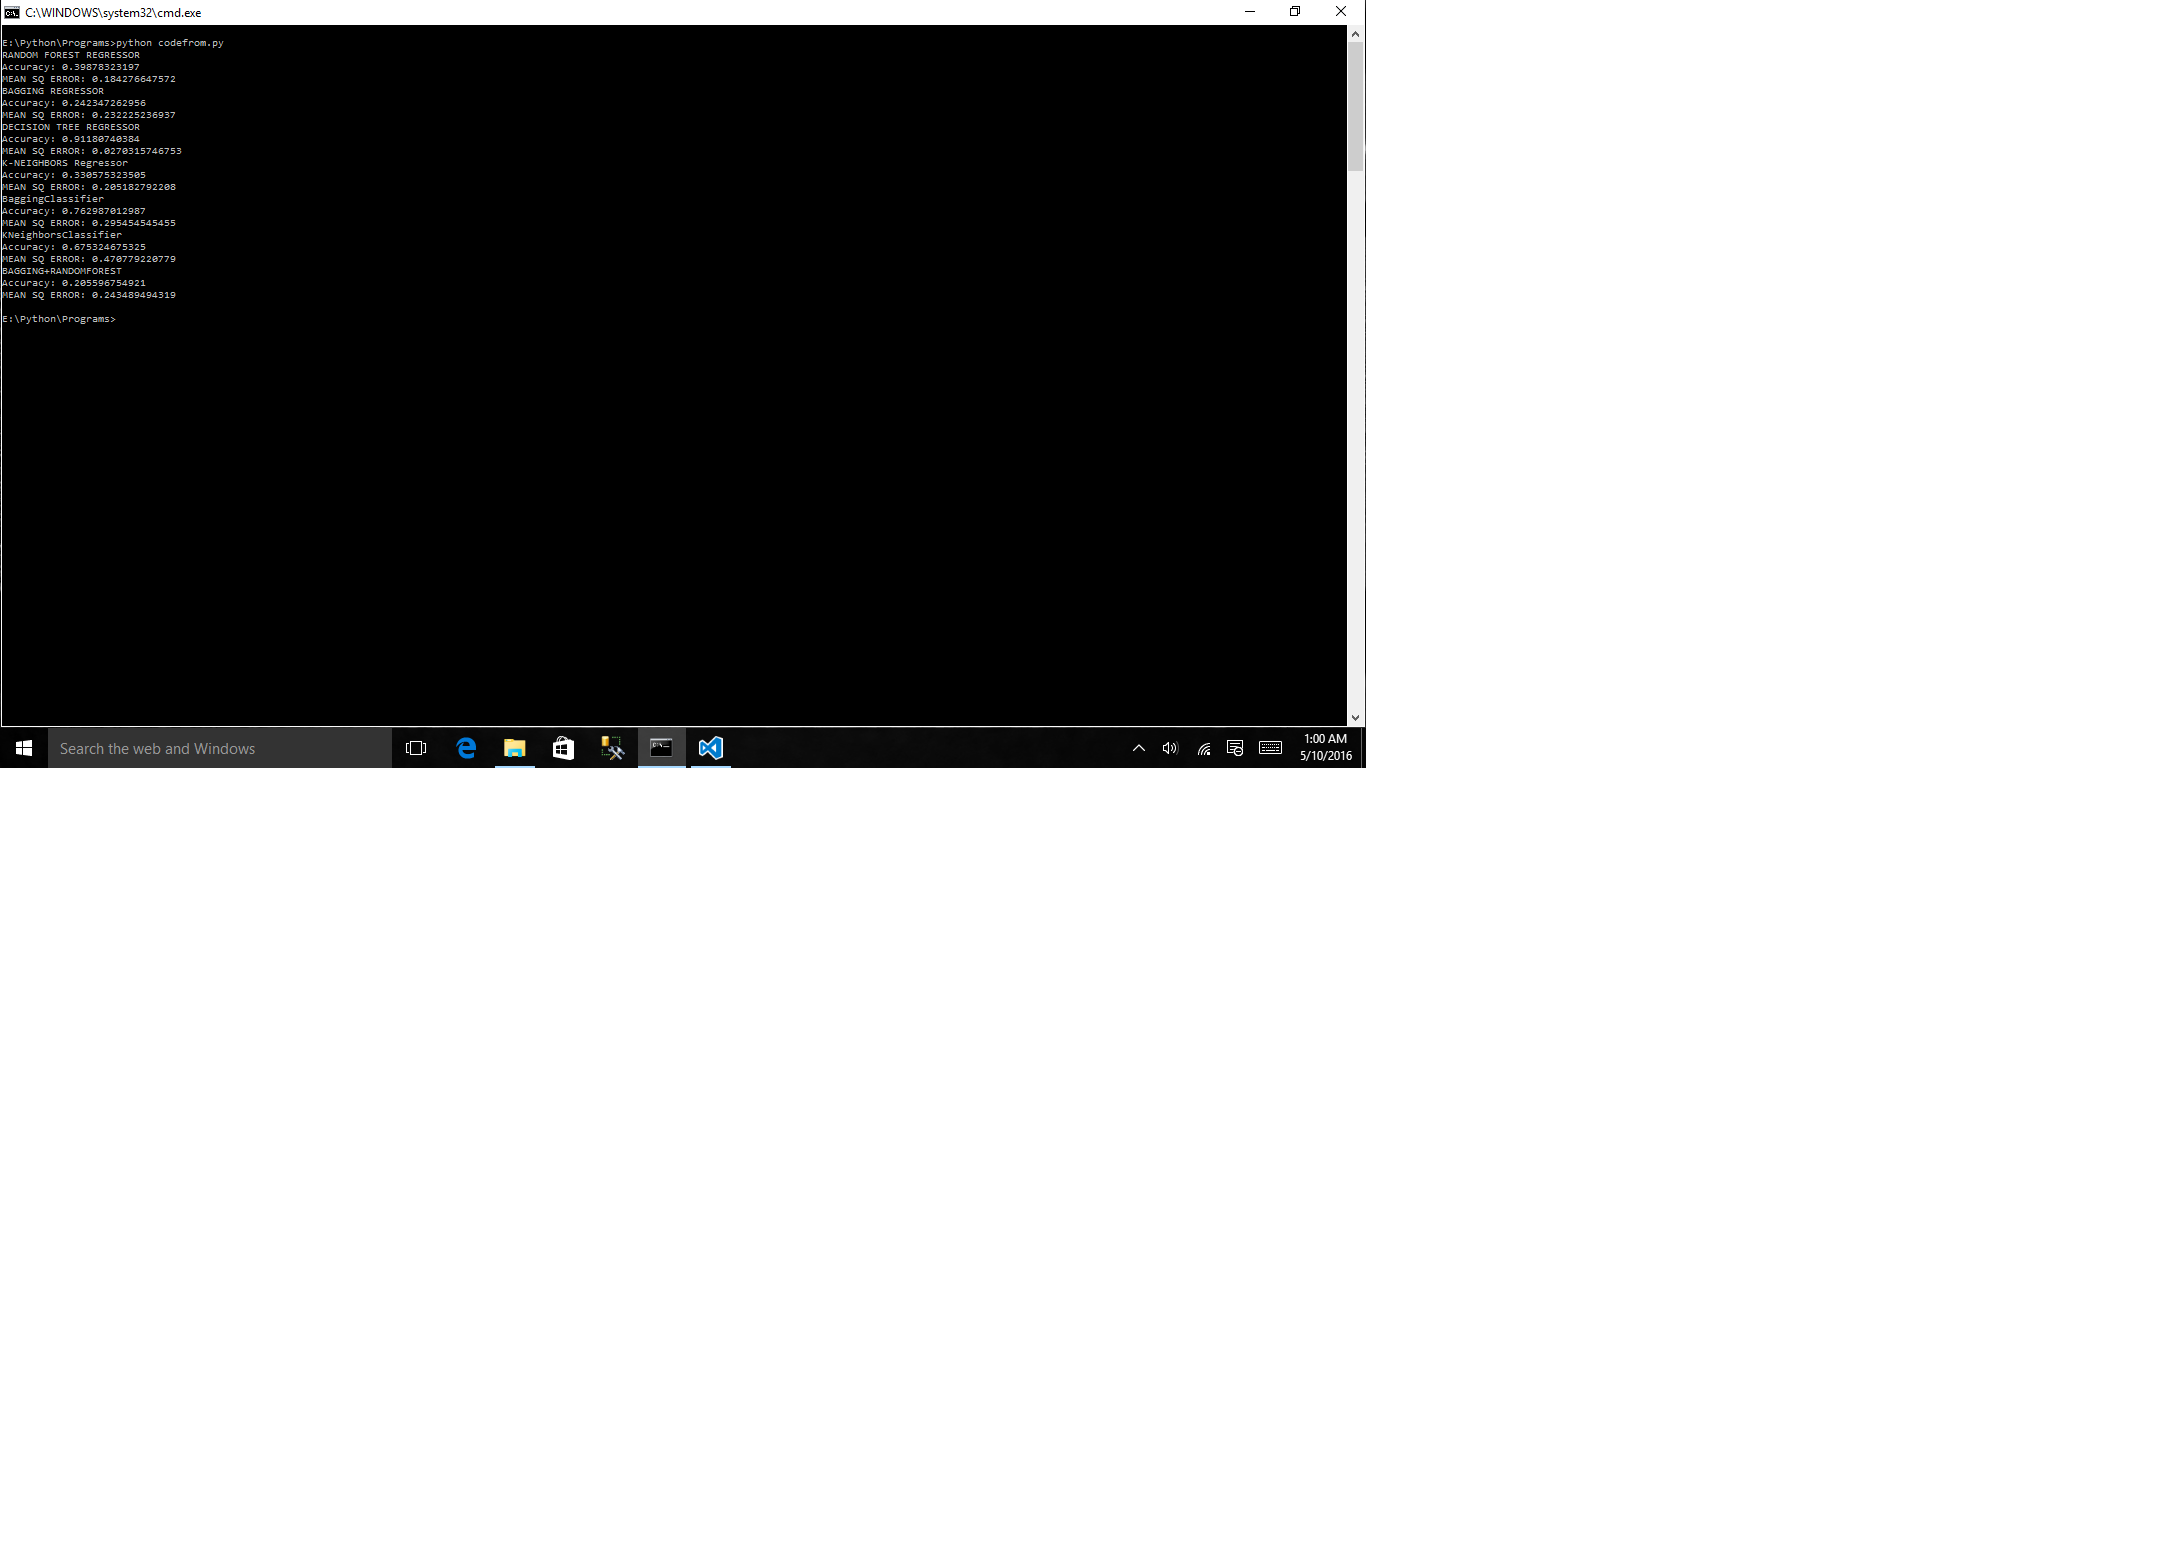 C:\WINDOWS\system32\cmd.exe
E:\Python\Programs>python codefrom.py
RANDOM FOREST REGRESSOR
Accuracy: 0.39878323197
MEAN SQ ERROR: 0.184276647572
BAGGING REGRESSOR
Accuracy: 0.242347262956
MEAN SQ ERROR: 0.232225236937
DECISION TREE REGRESSOR
Accuracy: 0.91180740384
MEAN SQ ERROR: 0.0270315746753
K-NEIGHBORS Regressor
Accuracy: 0.330575323505
MEAN SQ ERROR: 0.205182792208
BaggingClassifier
Accuracy: 0.762987012987
MEAN SQ ERROR: 0.295454545455
KNeighborsClassifier
Accuracy: 0.675324675325
MEAN SQ ERROR: 0.470779220779
BAGGING+RANDOMFOREST
Accuracy: 0.205596754921
MEAN SQ ERROR: 0.243489494319
E:\Python\Programs>
Search the web and Windows
1:00 AM
5/10/2016